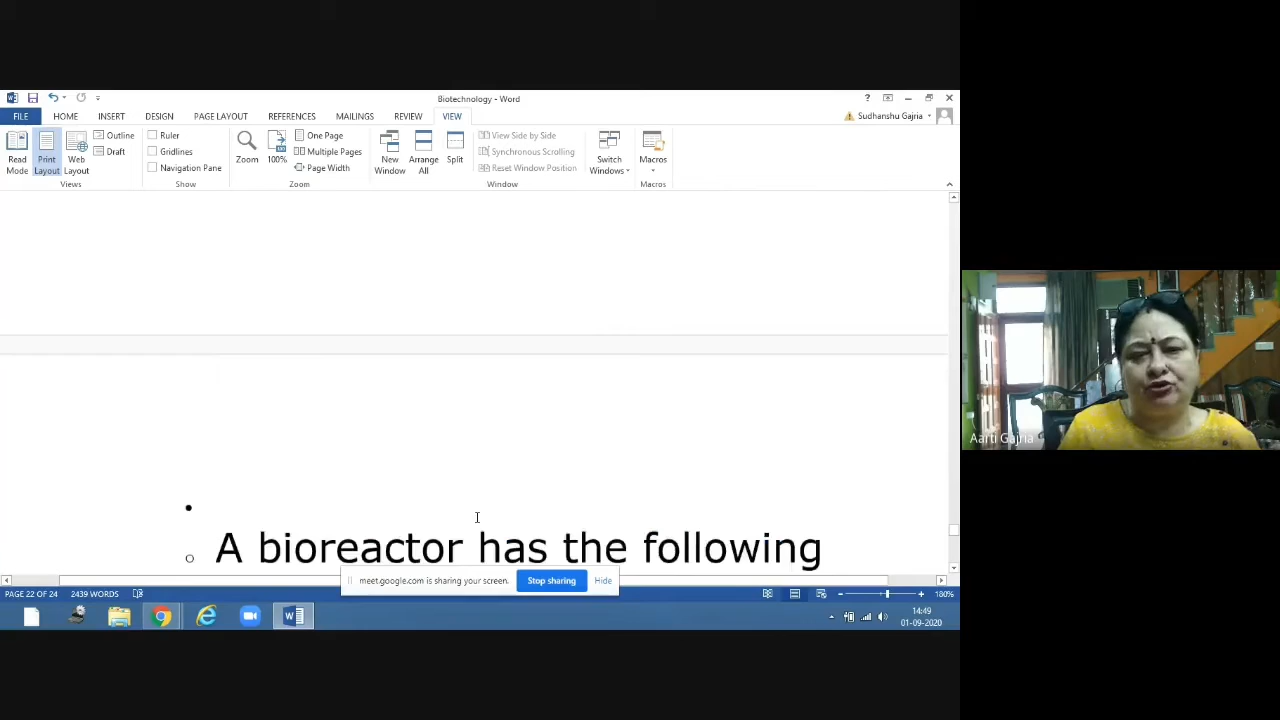 Biotechnology - Word
FILE HOME INSERT DESIGN PAGE LAYOUT REFERENCES MAILINGS REVIEW VIEW
Sudhanshu Gajria
Read Mode
Print Layout
Web Layout
Outline
Draft
Views
Ruler
Gridlines
Navigation Pane
Show
Zoom
100%
One Page
Multiple Pages
Page Width
Zoom
New Window
Arrange All
Split
View Side by Side
Synchronous Scrolling
Reset Window Position
Window
Switch Windows
Macros
Macros
Aarti Gajria
A bioreactor has the following
meet.google.com is sharing your screen. Stop sharing Hide
PAGE 22 OF 24 2439 WORDS 180%
14:49
01-09-2020